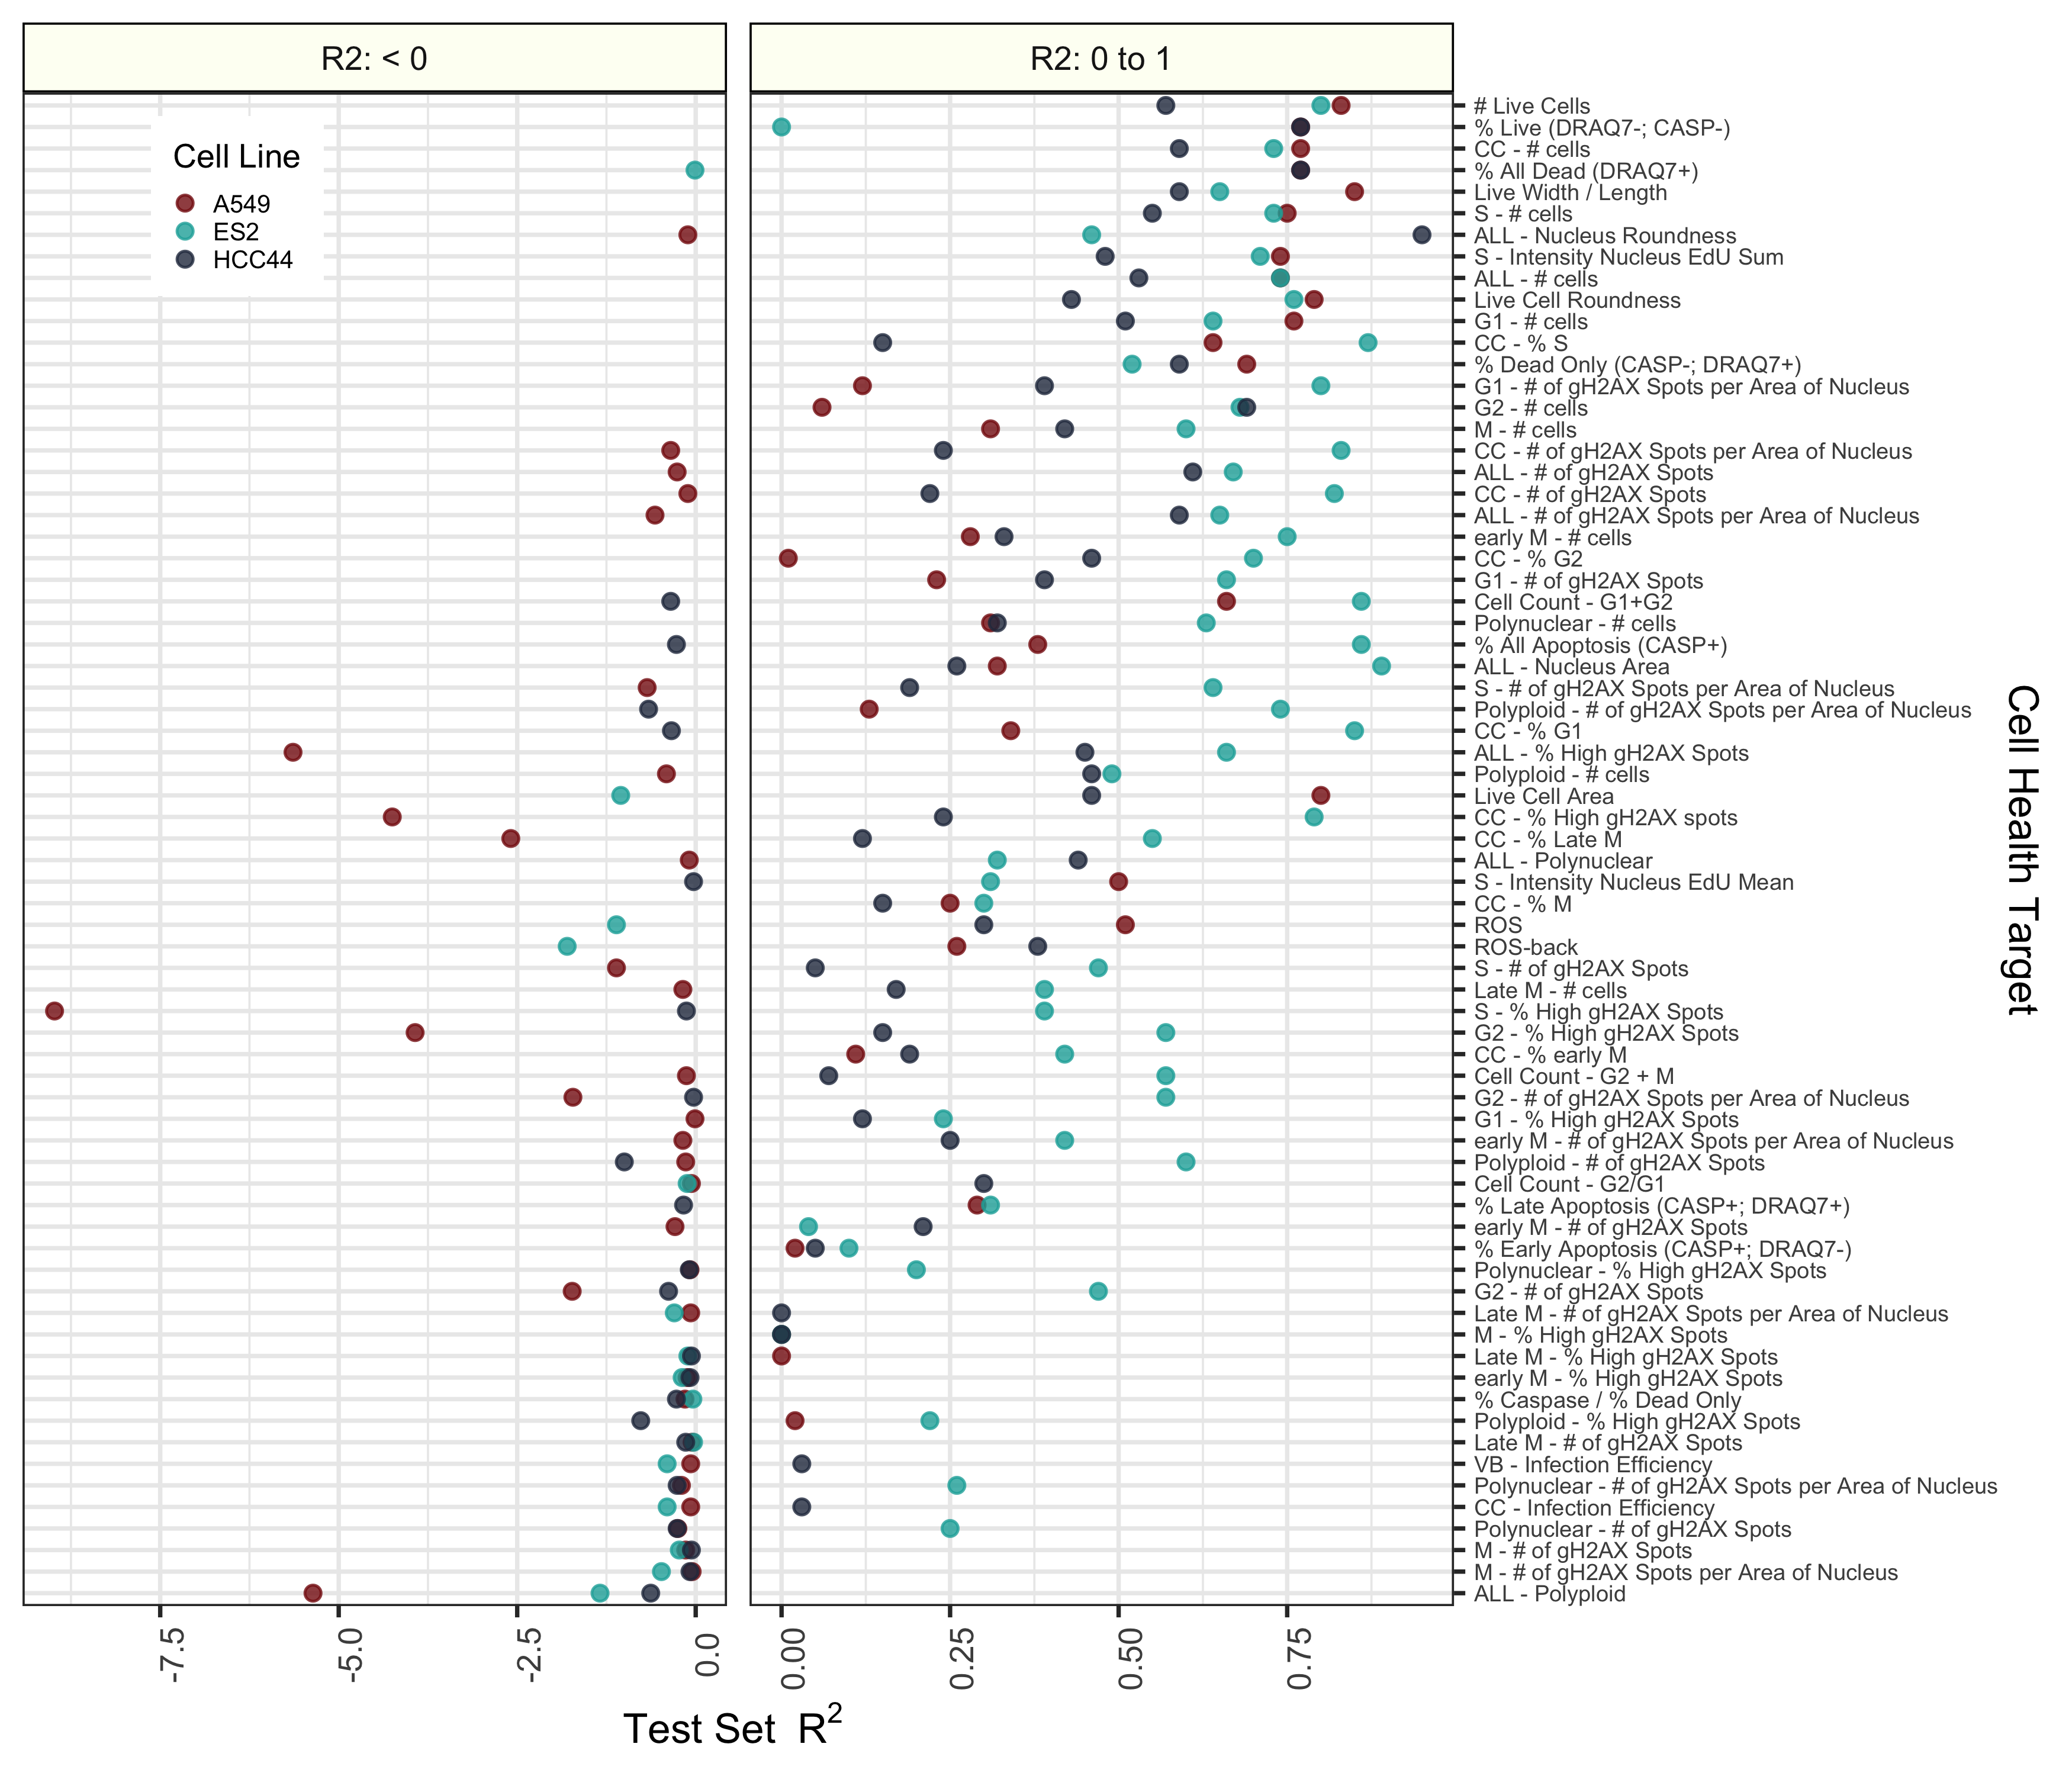 R2: < 0
R2: 0 to 1
Cell Line
A549
ES2
HCC44
# Live Cells
% Live (DRAQ7-; CASP-)
CC - # cells
% All Dead (DRAQ7+)
Live Width / Length
S - # cells
ALL - Nucleus Roundness
S - Intensity Nucleus EdU Sum
ALL - # cells
Live Cell Roundness
G1 - # cells
CC - % S
% Dead Only (CASP-; DRAQ7+)
G1 - # of gH2AX Spots per Area of Nucleus
G2 - # cells
M - # cells
CC - # of gH2AX Spots per Area of Nucleus
ALL - # of gH2AX Spots
CC - # of gH2AX Spots
ALL - # of gH2AX Spots per Area of Nucleus
early M - # cells
CC - % G2
G1 - # of gH2AX Spots
Cell Count - G1+G2
Polynuclear - # cells
% All Apoptosis (CASP+)
ALL - Nucleus Area
S - # of gH2AX Spots per Area of Nucleus
Polyploid - # of gH2AX Spots per Area of Nucleus
CC - % G1
ALL - % High gH2AX Spots
Polyploid - # cells
Live Cell Area
CC - % High gH2AX spots
CC - % Late M
ALL - Polynuclear
S - Intensity Nucleus EdU Mean
CC - % M
ROS
ROS-back
S - # of gH2AX Spots
Late M - # cells
S - % High gH2AX Spots
G2 - % High gH2AX Spots
CC - % early M
Cell Count - G2 + M
G2 - # of gH2AX Spots per Area of Nucleus
G1 - % High gH2AX Spots
early M - # of gH2AX Spots per Area of Nucleus
Polyploid - # of gH2AX Spots
Cell Count - G2/G1
% Late Apoptosis (CASP+; DRAQ7+)
early M - # of gH2AX Spots
% Early Apoptosis (CASP+; DRAQ7-)
Polynuclear - % High gH2AX Spots
G2 - # of gH2AX Spots
Late M - # of gH2AX Spots per Area of Nucleus
M - % High gH2AX Spots
Late M - % High gH2AX Spots
early M - % High gH2AX Spots
% Caspase / % Dead Only
Polyploid - % High gH2AX Spots
Late M - # of gH2AX Spots
VB - Infection Efficiency
Polynuclear - # of gH2AX Spots per Area of Nucleus
CC - Infection Efficiency
Polynuclear - # of gH2AX Spots
M - # of gH2AX Spots
M - # of gH2AX Spots per Area of Nucleus
ALL - Polyploid
Cell Health Target
-7.5
-5.0
-2.5
0.0
0.00
0.25
0.50
0.75
Test Set R²